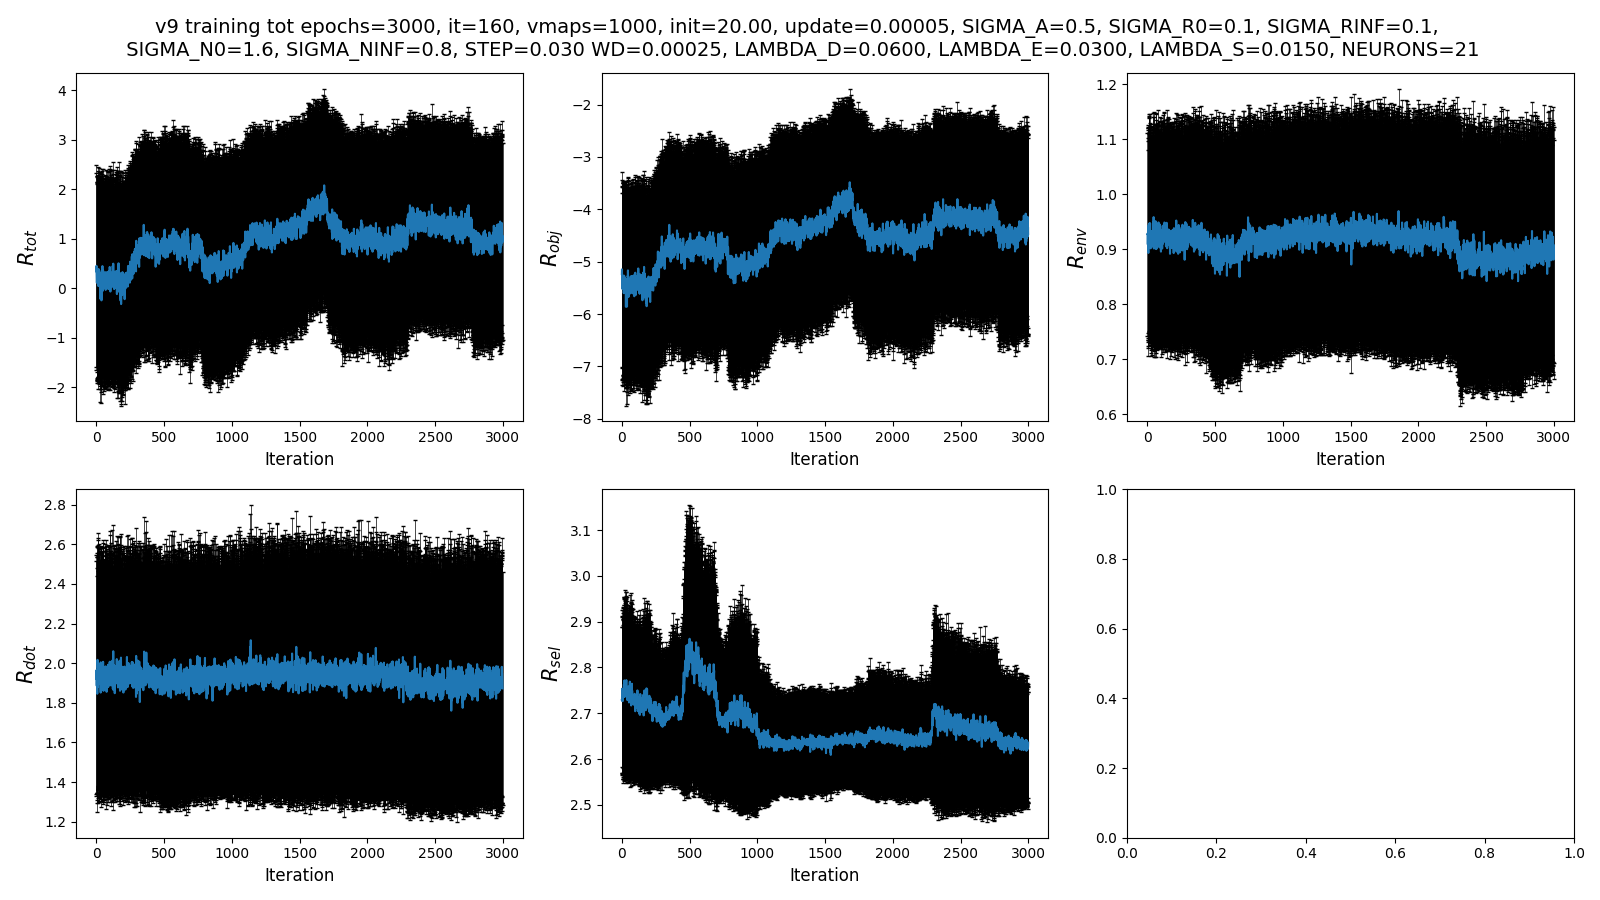 v9 training tot epochs=3000, it=160, vmaps=1000, init=20.00, update=0.00005, SIGMA_A=0.5, SIGMA_R0=0.1, SIGMA_RINF=0.1,
SIGMA_N0=1.6, SIGMA_NINF=0.8, STEP=0.030 WD=0.00025, LAMBDA_D=0.0600, LAMBDA_E=0.0300, LAMBDA_S=0.0150, NEURONS=21
R_tot
4
3
2
1
0
−1
−2
0 500 1000 1500 2000 2500 3000
Iteration
R_obj
−2
−3
−4
−5
−6
−7
−8
0 500 1000 1500 2000 2500 3000
Iteration
R_env
1.2
1.1
1.0
0.9
0.8
0.7
0.6
0 500 1000 1500 2000 2500 3000
Iteration
R_dot
2.8
2.6
2.4
2.2
2.0
1.8
1.6
1.4
1.2
0 500 1000 1500 2000 2500 3000
Iteration
R_sel
3.1
3.0
2.9
2.8
2.7
2.6
2.5
0 500 1000 1500 2000 2500 3000
Iteration
1.0
0.8
0.6
0.4
0.2
0.0
0.0 0.2 0.4 0.6 0.8 1.0